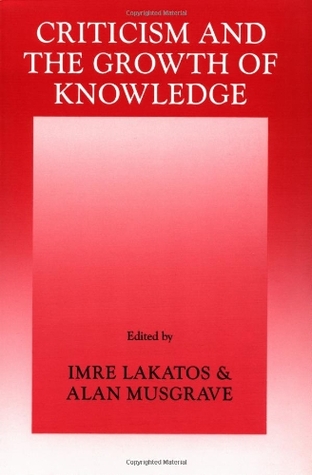 CRITICISM AND
THE GROWTH OF
KNOWLEDGE
Edited by
IMRE LAKATOS &
ALAN MUSGRAVE